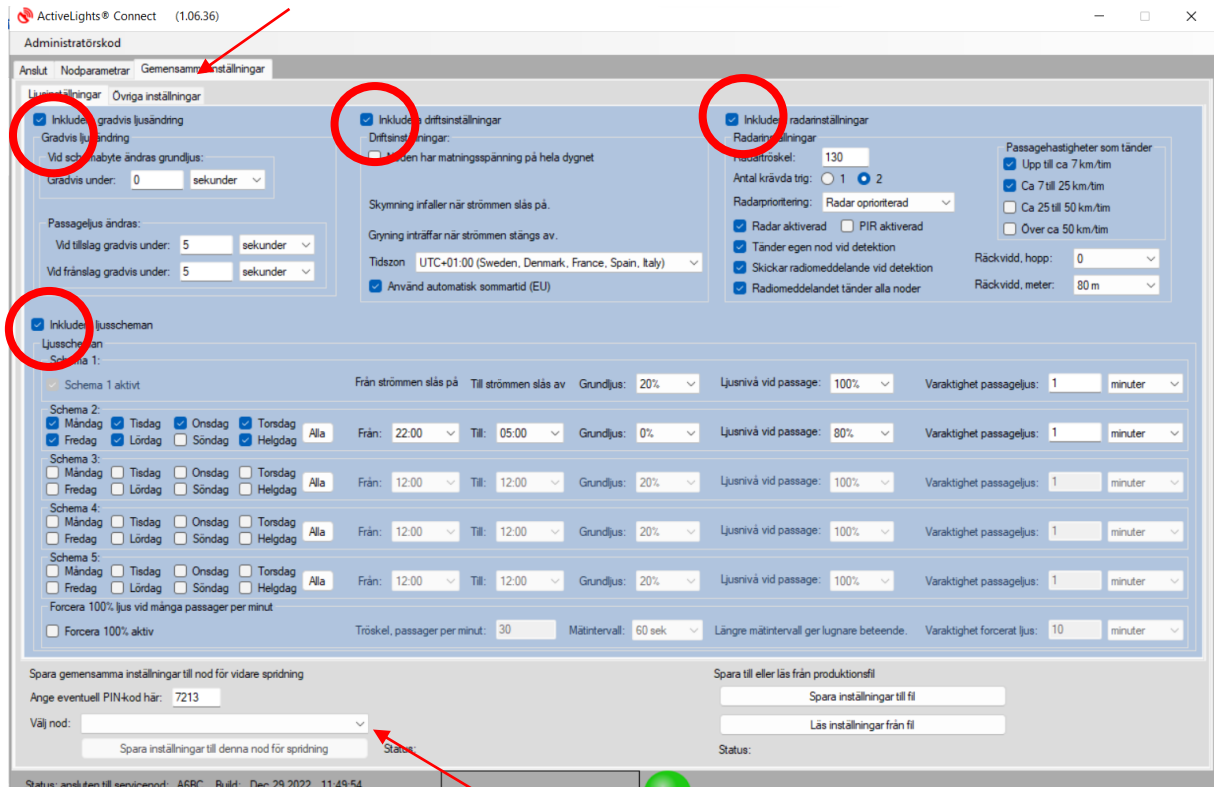 ActiveLights® Connect (1.06.36)
Administratörskod
Anslut Nodparametrar Gemensamma inställningar
Ljusinställningar Övriga inställningar
Inkludera gradvis ljusändring
Gradvis ljusändring
Vid schemabyte ändras grundljus:
Gradvis under: 0 sekunder
Passageljus ändras:
Vid tillslag gradvis under: 5 sekunder
Vid frånslag gradvis under: 5 sekunder
Inkludera driftsinställningar
Driftsinställningar:
Noden har matningsspänning på hela dygnet
Skymning infaller när strömmen slås på.
Gryning inträffar när strömmen stängs av.
Tidszon UTC+01:00 (Sweden, Denmark, France, Spain, Italy)
Använd automatisk sommartid (EU)
Inkludera radarinställningar
Radarinställningar
Radartröskel: 130
Antal krävda trig: 1 2
Radarprioritering: Radar oprioriterad
Radar aktiverad PIR aktiverad
Tänder egen nod vid detektion
Skickar radiomeddelande vid detektion
Radiomeddelandet tänder alla noder
Passagehastigheter som tänder
Upp till ca 7 km/tim
Ca 7 till 25 km/tim
Ca 25 till 50 km/tim
Över ca 50 km/tim
Räckvidd, hopp: 0
Räckvidd, meter: 80 m
Inkludera ljusscheman
Ljusscheman
Schema 1:
Schema 1 aktivt Från strömmen slås på Till strömmen slås av Grundljus: 20% Ljusnivå vid passage: 100% Varaktighet passageljus: 1 minuter
Schema 2:
Måndag Tisdag Onsdag Torsdag
Fredag Lördag Söndag Helgdag Alla Från: 22:00 Till: 05:00 Grundljus: 0% Ljusnivå vid passage: 80% Varaktighet passageljus: 1 minuter
Schema 3:
Måndag Tisdag Onsdag Torsdag
Fredag Lördag Söndag Helgdag Alla Från: 12:00 Till: 12:00 Grundljus: 20% Ljusnivå vid passage: 100% Varaktighet passageljus: 1 minuter
Schema 4:
Måndag Tisdag Onsdag Torsdag
Fredag Lördag Söndag Helgdag Alla Från: 12:00 Till: 12:00 Grundljus: 20% Ljusnivå vid passage: 100% Varaktighet passageljus: 1 minuter
Schema 5:
Måndag Tisdag Onsdag Torsdag
Fredag Lördag Söndag Helgdag Alla Från: 12:00 Till: 12:00 Grundljus: 20% Ljusnivå vid passage: 100% Varaktighet passageljus: 1 minuter
Forcera 100% ljus vid många passager per minut
Forcera 100% aktiv Tröskel, passager per minut: 30 Mätintervall: 60 sek Längre mätintervall ger lugnare beteende. Varaktighet forcerat ljus: 10 minuter
Spara gemensamma inställningar till nod för vidare spridning
Ange eventuell PIN-kod här: 7213
Välj nod:
Spara inställningar till denna nod för spridning Status:
Spara till eller läs från produktionsfil
Spara inställningar till fil
Läs inställningar från fil
Status:
Status: ansluten till servicenod: A6BC Build: Dec 29 2022 11:49:54